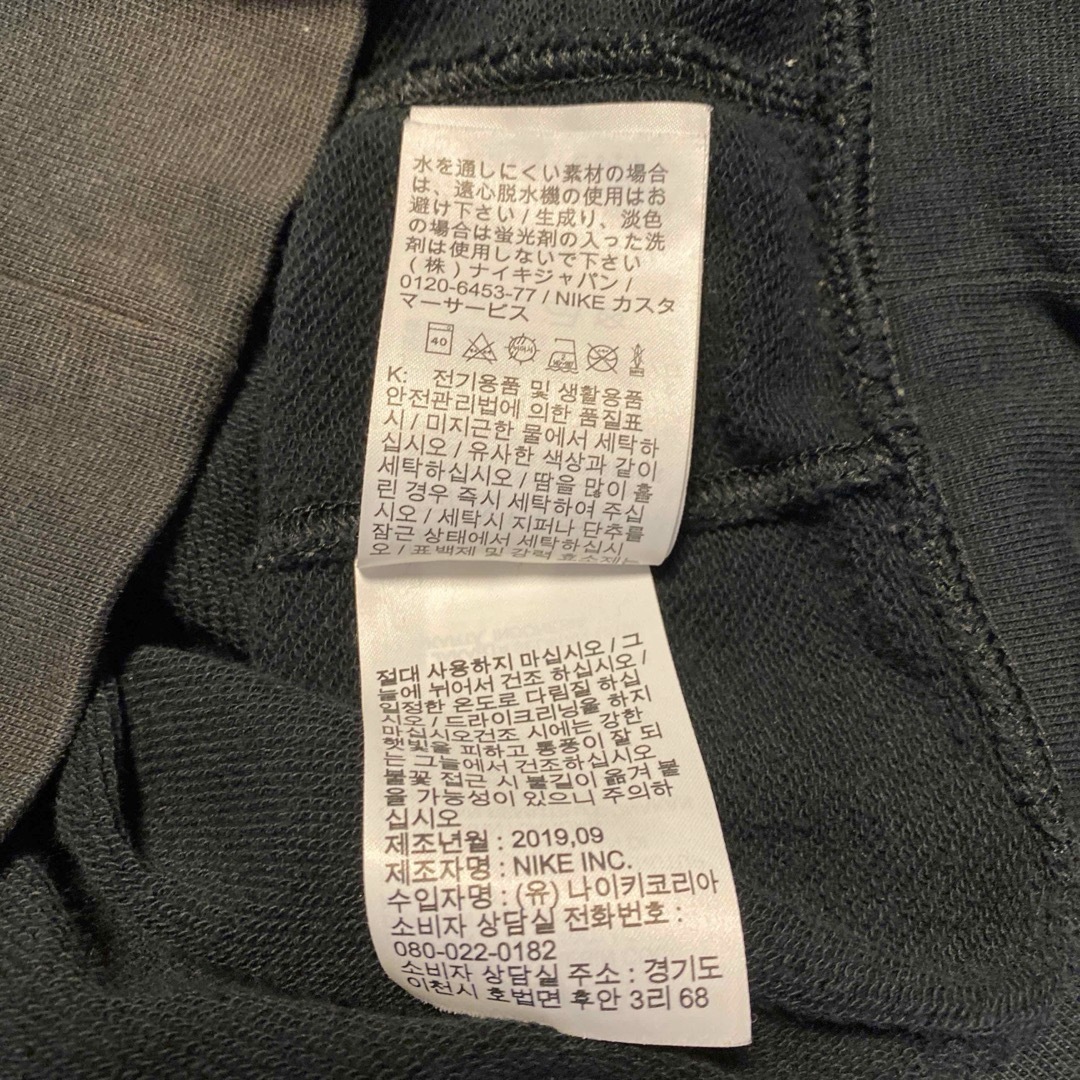 水を通しにくい素材の場合
は、遠心脱水機の使用はお
避け下さい / 生成り、淡色
の場合は蛍光剤の入った洗
剤は使用しないで下さい
(株) ナイキジャパン /
0120-6453-77 / NIKE カスタ
マーサービス
40
K: 전기용품 및 생활용품
안전관리법에 의한 품질표
시 / 미지근한 물에서 세탁하
십시오 / 유사한 색상과 같이
세탁하십시오 / 땀을 많이 흘
린 경우 즉시 세탁하여 주십
시오 / 세탁시 지퍼나 단추를
잠근 상태에서 세탁하십시
오 / 표백제 및 강력 효소제는
절대 사용하지 마십시오 / 그
늘에 뉘어서 건조 하십시오 /
일정한 온도로 다림질 하십
시오 / 드라이크리닝을 하지
마십시오건조 시에는 강한
햇빛을 피하고 통풍이 잘 되
는 그늘에서 건조하십시오
불꽃 접근 시 불길이 옮겨 붙
을 가능성이 있으니 주의하
십시오
제조년월 : 2019,09
제조자명 : NIKE INC.
수입자명 : (유) 나이키코리아
소비자 상담실 전화번호 :
080-022-0182
소비자 상담실 주소 : 경기도
이천시 호법면 후안 3리 68